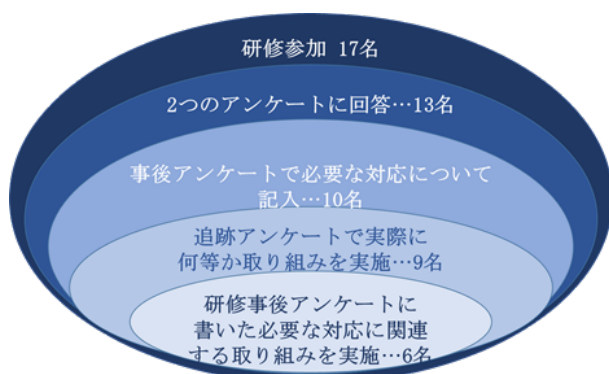 研修参加 17名
2つのアンケートに回答…13名
事後アンケートで必要な対応について
記入…10名
追跡アンケートで実際に
何等か取り組みを実施…9名
研修事後アンケートに
書いた必要な対応に関連
する取り組みを実施…6名